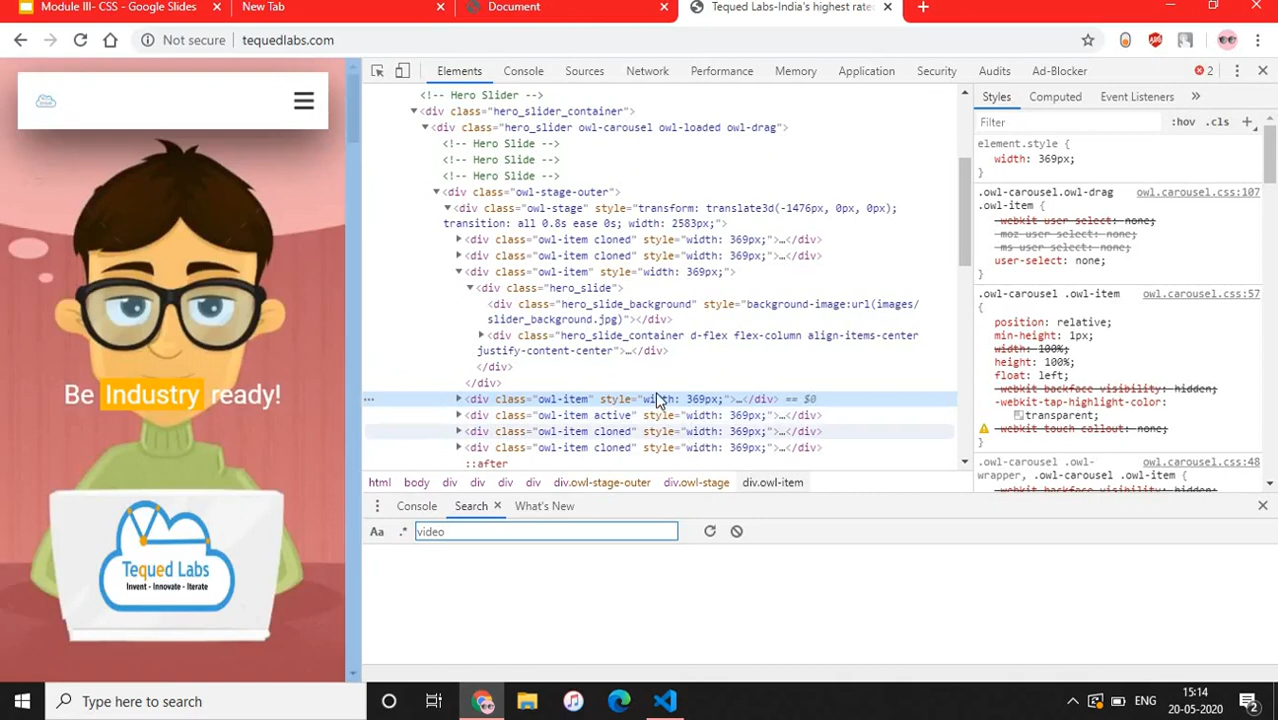 Module III- CSS - Google Slides
New Tab
Document
Tequed Labs-India's highest rate
Not secure
tequedlabs.com
Elements
Console
Sources
Network
Performance
Memory
Application
Security
Audits
Ad-Blocker
2
<!-- Hero Slider -->
<div class="hero_slider_container">
<div class="hero_slider owl-carousel owl-loaded owl-drag">
<!-- Hero Slide -->
<!-- Hero Slide -->
<!-- Hero Slide -->
<div class="owl-stage-outer">
<div class="owl-stage" style="transform: translate3d(-1476px, 0px, 0px);
transition: all 0.8s ease 0s; width: 2583px;">
<div class="owl-item cloned" style="width: 369px;">…</div>
<div class="owl-item cloned" style="width: 369px;">…</div>
<div class="owl-item" style="width: 369px;">
<div class="hero_slide">
<div class="hero_slide_background" style="background-image:url(images/
slider_background.jpg)"></div>
<div class="hero_slide_container d-flex flex-column align-items-center
justify-content-center">…</div>
</div>
</div>
<div class="owl-item" style="width: 369px;">…</div> == $0
<div class="owl-item active" style="width: 369px;">…</div>
<div class="owl-item cloned" style="width: 369px;">…</div>
<div class="owl-item cloned" style="width: 369px;">…</div>
::after
html
body
div
div
div
div
div.owl-stage-outer
div.owl-stage
div.owl-item
Styles
Computed
Event Listeners
Filter
:hov
.cls
element.style {
width: 369px;
}
.owl-carousel.owl-drag owl.carousel.css:107
.owl-item {
-webkit-user-select: none;
-moz-user-select: none;
-ms-user-select: none;
user-select: none;
}
.owl-carousel .owl-item owl.carousel.css:57
{
position: relative;
min-height: 1px;
width: 100%;
height: 100%;
float: left;
-webkit-backface-visibility: hidden;
-webkit-tap-highlight-color:
transparent;
-webkit-touch-callout: none;
}
.owl-carousel .owl- owl.carousel.css:48
wrapper, .owl-carousel .owl-item {
-webkit-backface-visibility: hidden;
Console
Search
What's New
Aa
.*
video
Be Industry ready!
Tequed Labs
Invent - Innovate - Iterate
Type here to search
ENG
15:14
20-05-2020
2